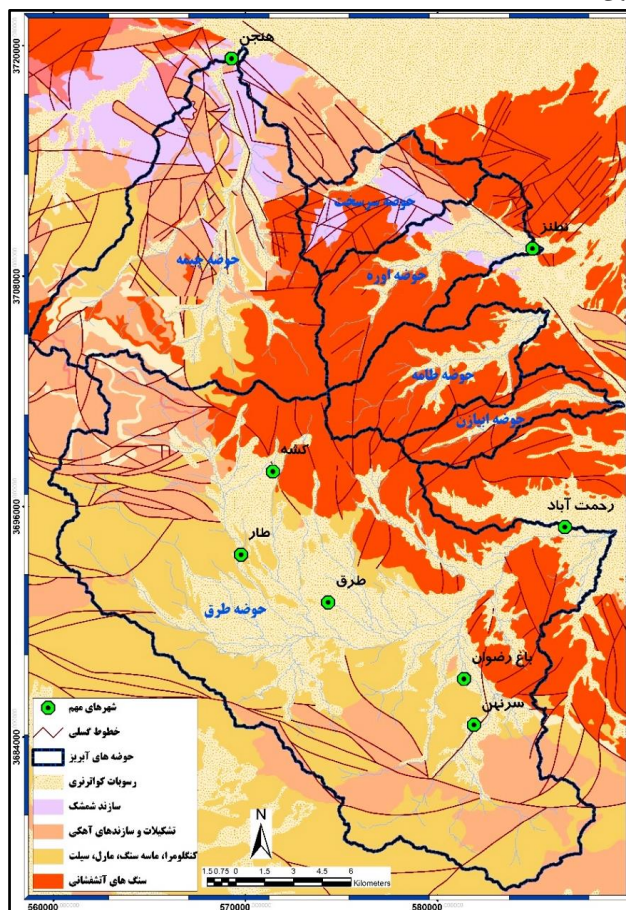 3720000
3708000
3696000
3684000
هنجن
نطنز
حوضه سرسخت
حوضه اوره
حوضه چیمه
حوضه طامه
حوضه ابیازن
کشه
رحمت آباد
طار
طرق
حوضه طرق
باغ رضوان
سرنهن
شهرهای مهم
خطوط گسلی
حوضه های آبریز
رسوبات کواترنری
سازند شمشک
تشکیلات و سازندهای آهکی
کنگلومرا، ماسه سنگ، مارل، سیلت
سنگ های آتشفشانی
N
1.5 0.75 0 1.5 3 4.5 6
Kilometers
560000
570000
580000